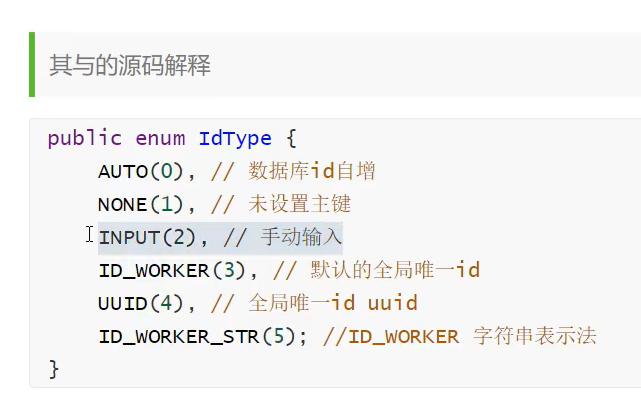 其与的源码解释
public enum IdType {
    AUTO(0), // 数据库id自增
    NONE(1), // 未设置主键
    INPUT(2), // 手动输入
    ID_WORKER(3), // 默认的全局唯一id
    UUID(4), // 全局唯一id uuid
    ID_WORKER_STR(5); //ID_WORKER 字符串表示法
}